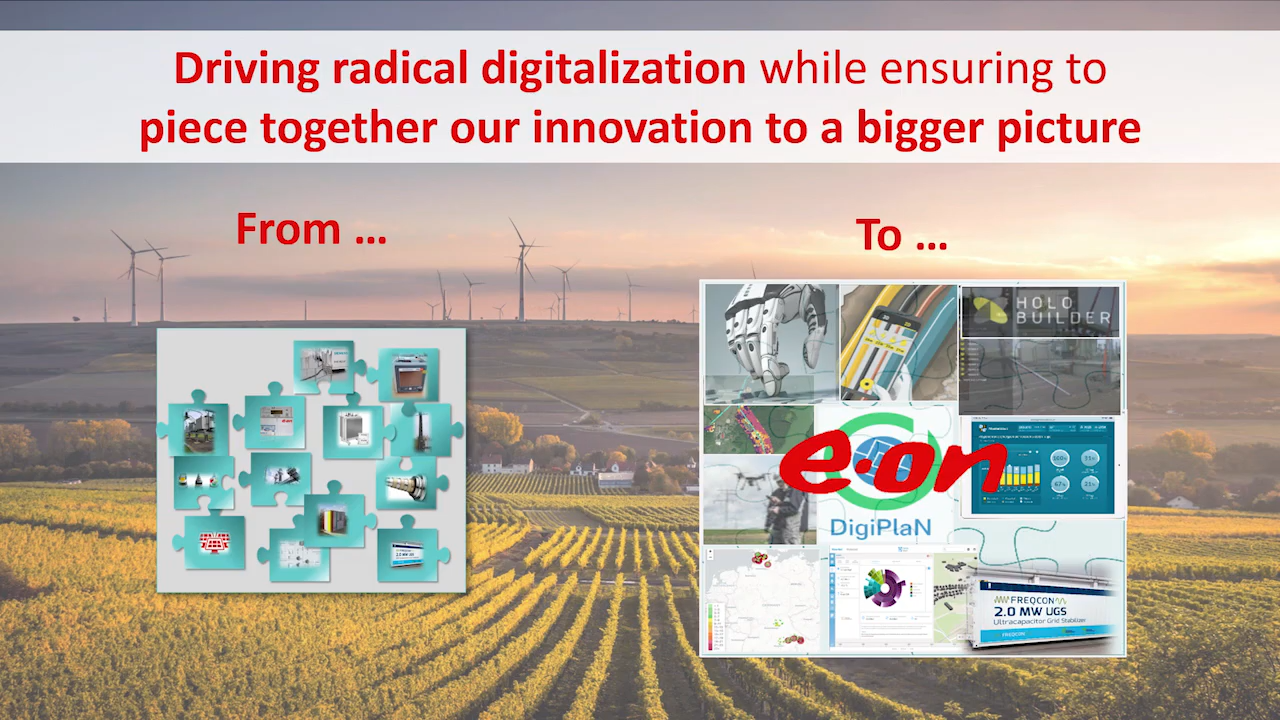 Driving radical digitalization while ensuring to
piece together our innovation to a bigger picture
From ...
To ...
HOLO
BUILDER
e·on
DigiPlaN
FREQCON
2.0 MW UGS
Ultracapacitor Grid Stabilizer
FREQCON